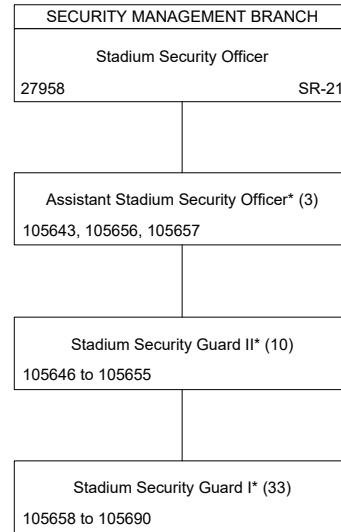 SECURITY MANAGEMENT BRANCH
Stadium Security Officer
27958 SR-21
Assistant Stadium Security Officer* (3)
105643, 105656, 105657
Stadium Security Guard II* (10)
105646 to 105655
Stadium Security Guard I* (33)
105658 to 105690